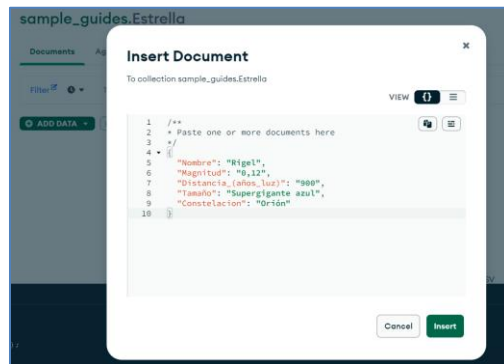 sample_guides.Estrella
Documents
Filter
ADD DATA
Insert Document
To collection sample_guides.Estrella
VIEW {}
1 /**
2 * Paste one or more documents here
3 */
4 {
5 "Nombre": "Rigel",
6 "Magnitud": "0,12",
7 "Distancia_(años_luz)": "900",
8 "Tamaño": "Supergigante azul",
9 "Constelacion": "Orión"
10 }
Cancel Insert